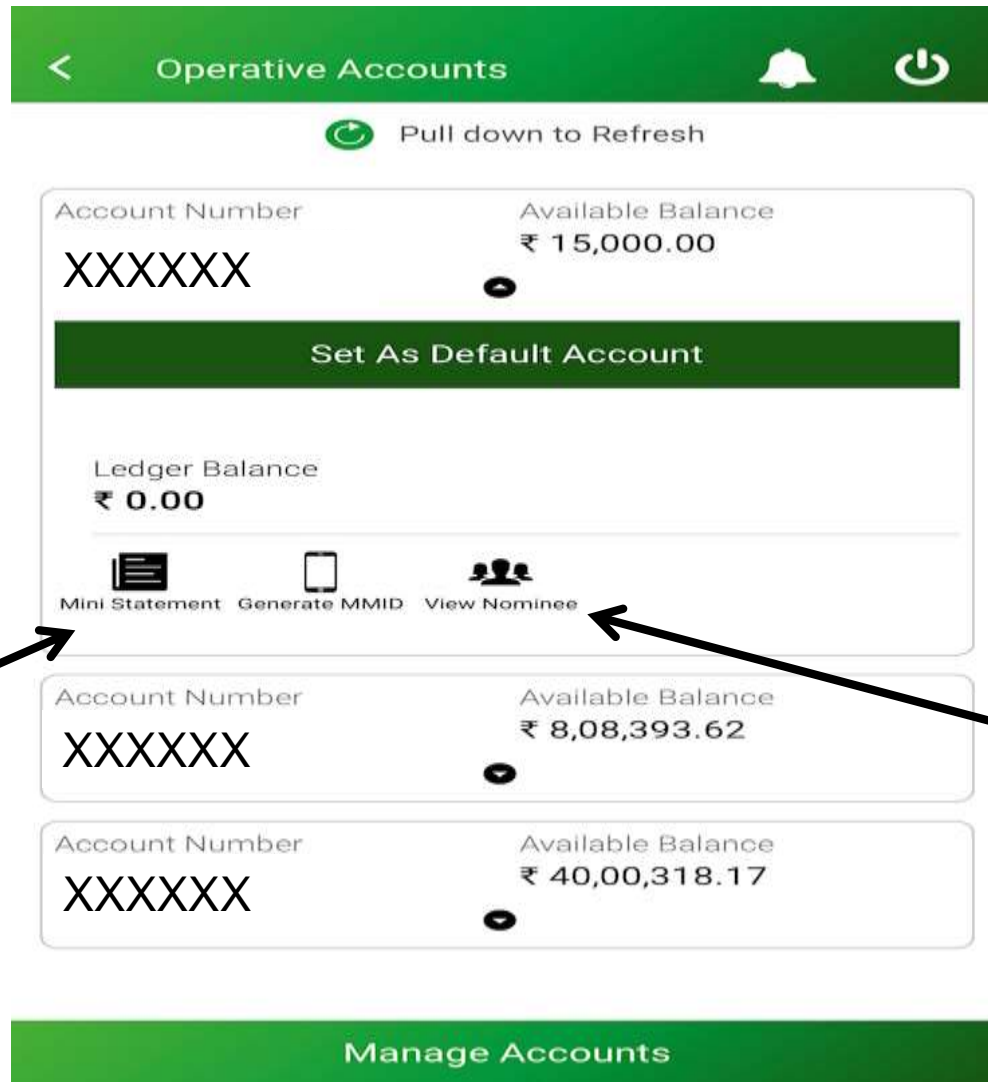 Operative Accounts
Pull down to Refresh
Account Number Available Balance
XXXXXX ₹ 15,000.00
Set As Default Account
Ledger Balance
₹ 0.00
Mini Statement Generate MMID View Nominee
Account Number Available Balance
XXXXXX ₹ 8,08,393.62
Account Number Available Balance
XXXXXX ₹ 40,00,318.17
Manage Accounts